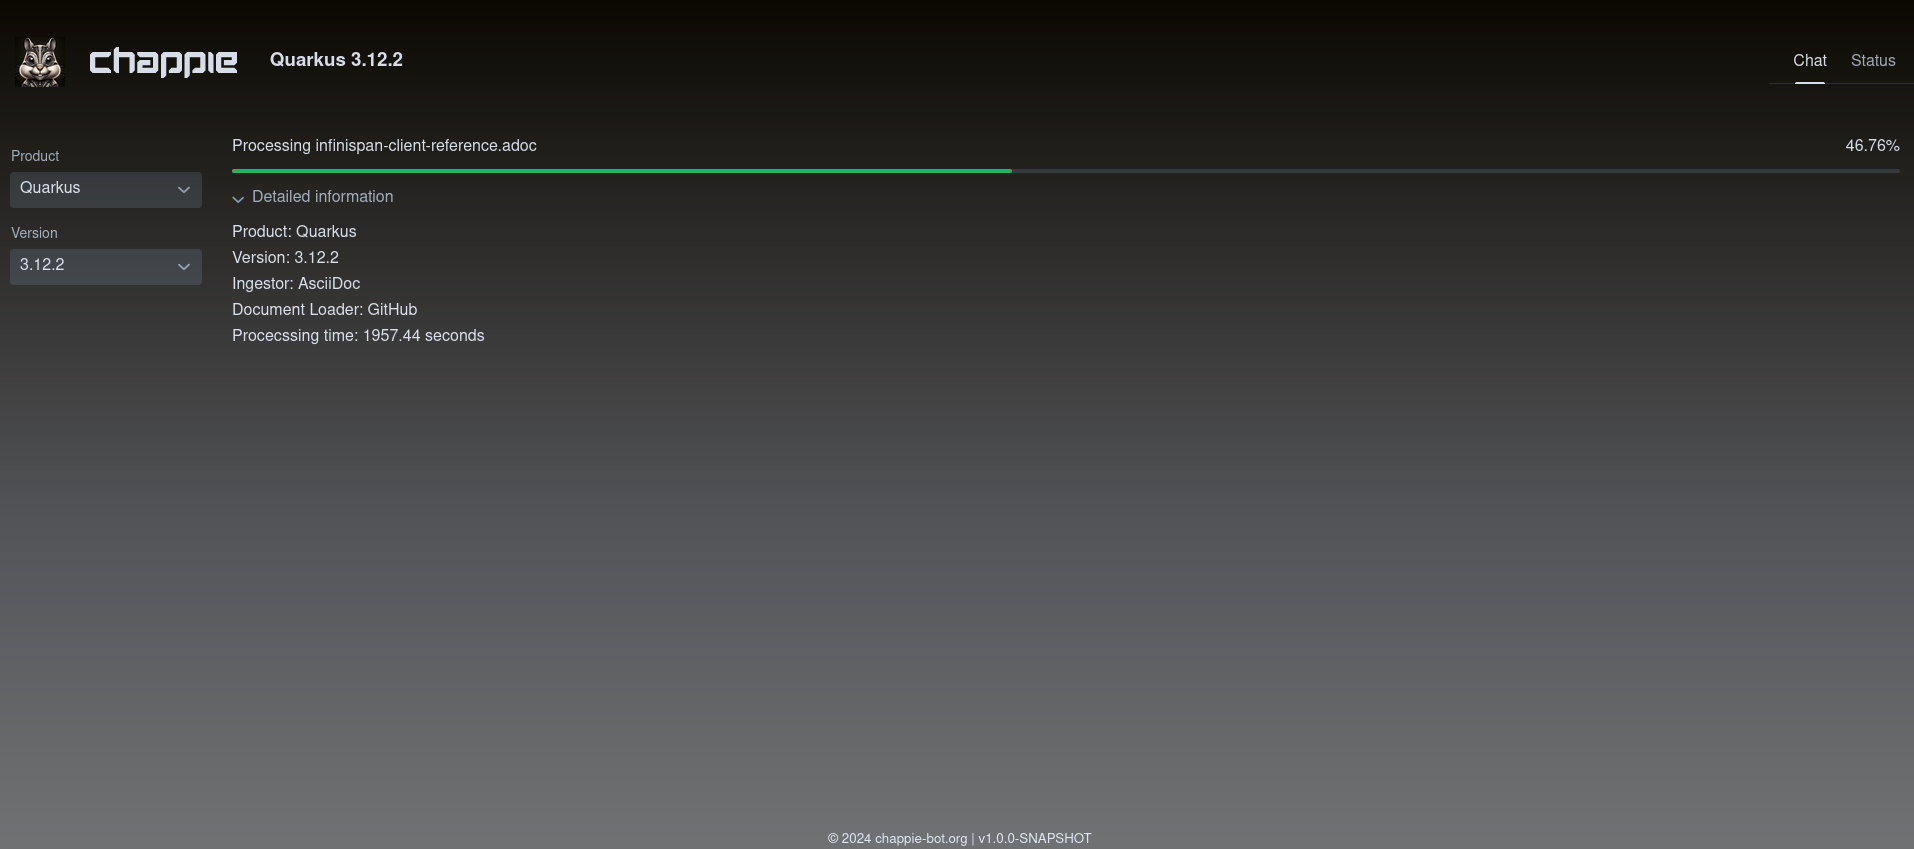 chappie
Quarkus 3.12.2
Chat
Status
Product
Quarkus
Version
3.12.2
Processing infinispan-client-reference.adoc
46.76%
Detailed information
Product: Quarkus
Version: 3.12.2
Ingestor: AsciiDoc
Document Loader: GitHub
Procecssing time: 1957.44 seconds
© 2024 chappie-bot.org | v1.0.0-SNAPSHOT